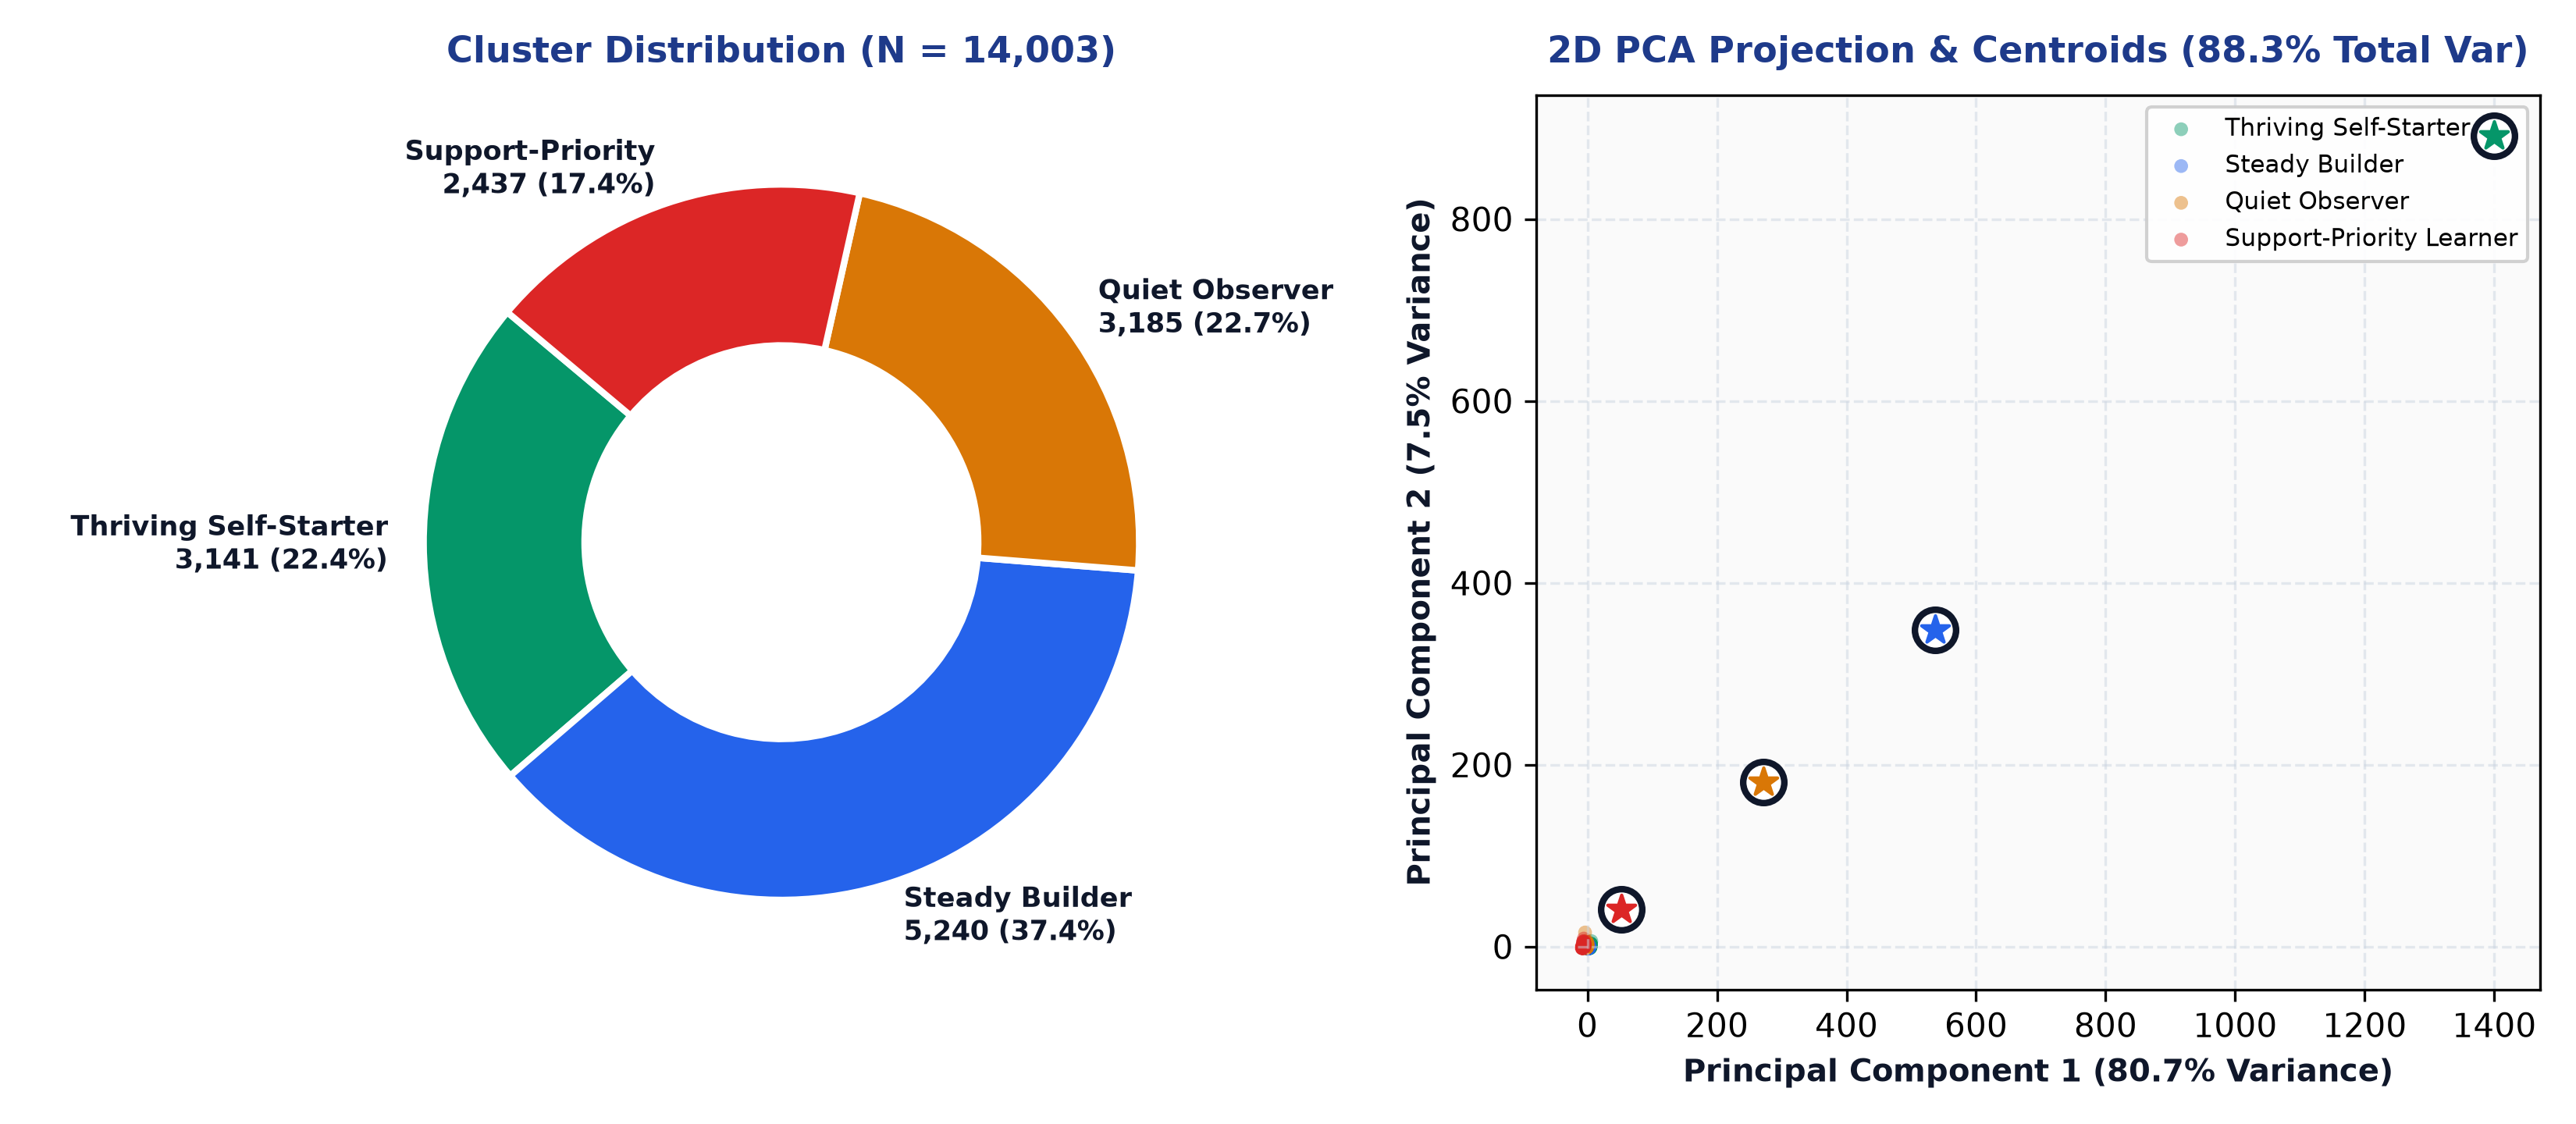 Cluster Distribution (N = 14,003)
Support-Priority
2,437 (17.4%)
Quiet Observer
3,185 (22.7%)
Thriving Self-Starter
3,141 (22.4%)
Steady Builder
5,240 (37.4%)
2D PCA Projection & Centroids (88.3% Total Var)
Thriving Self-Starter
Steady Builder
Quiet Observer
Support-Priority Learner
Principal Component 2 (7.5% Variance)
800
600
400
200
0
0 200 400 600 800 1000 1200 1400
Principal Component 1 (80.7% Variance)